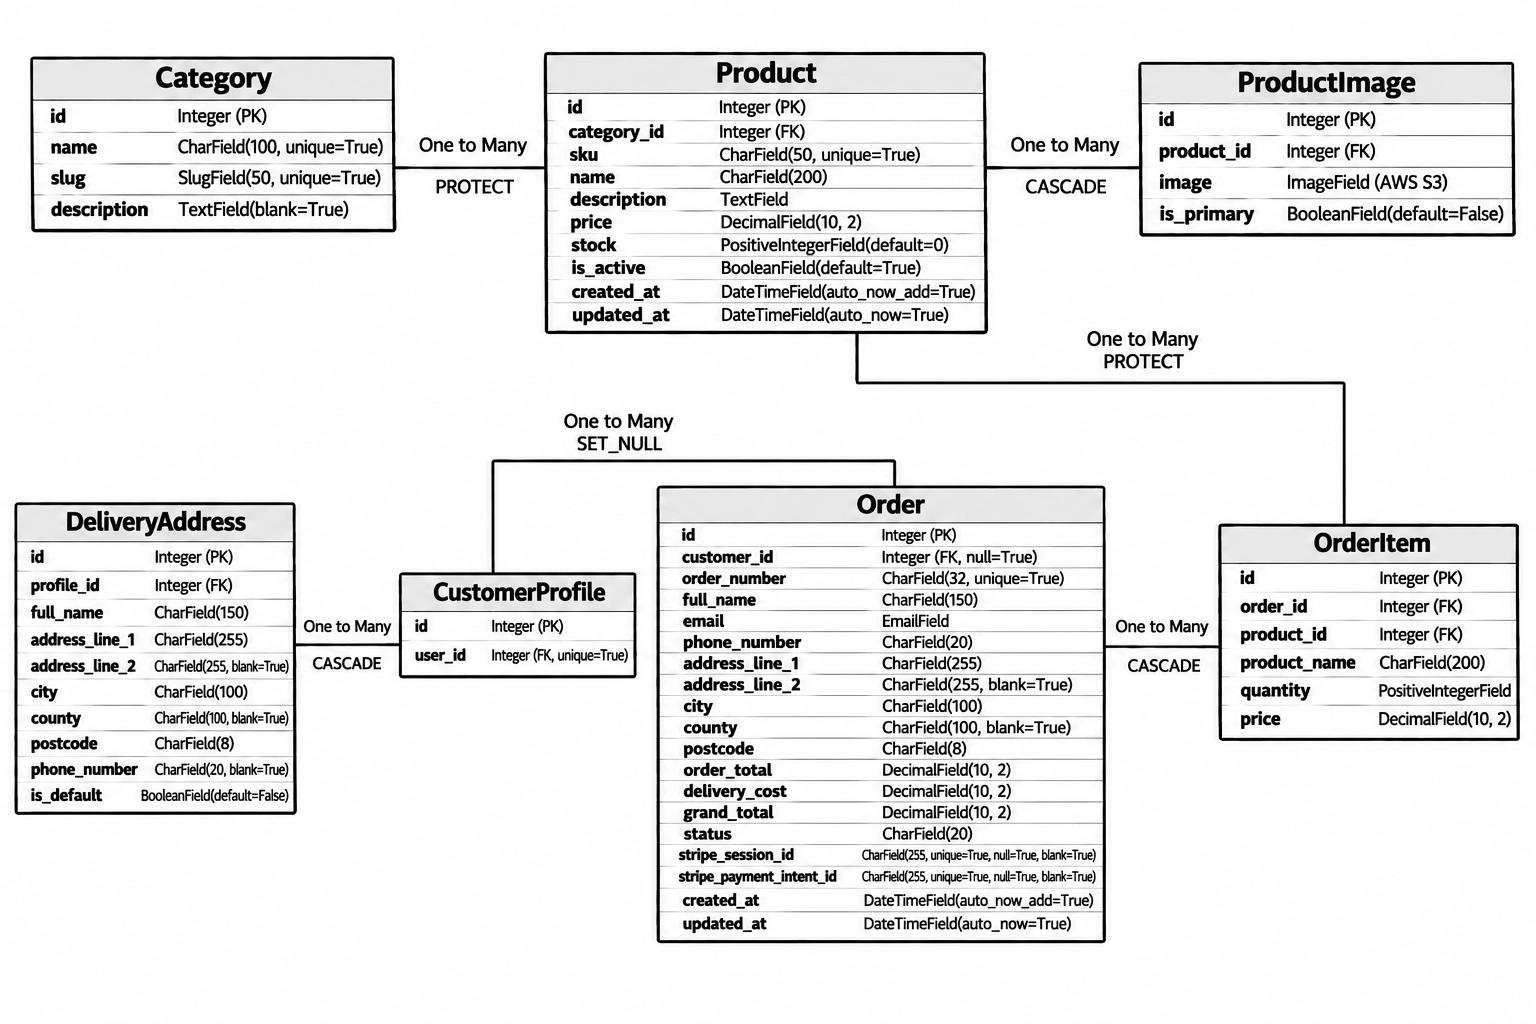 Category
id Integer (PK)
name CharField(100, unique=True)
slug SlugField(50, unique=True)
description TextField(blank=True)
One to Many
PROTECT
Product
id Integer (PK)
category_id Integer (FK)
sku CharField(50, unique=True)
name CharField(200)
description TextField
price DecimalField(10, 2)
stock PositiveIntegerField(default=0)
is_active BooleanField(default=True)
created_at DateTimeField(auto_now_add=True)
updated_at DateTimeField(auto_now=True)
One to Many
CASCADE
ProductImage
id Integer (PK)
product_id Integer (FK)
image ImageField (AWS S3)
is_primary BooleanField(default=False)
One to Many
PROTECT
One to Many
SET_NULL
DeliveryAddress
id Integer (PK)
profile_id Integer (FK)
full_name CharField(150)
address_line_1 CharField(255)
address_line_2 CharField(255, blank=True)
city CharField(100)
county CharField(100, blank=True)
postcode CharField(8)
phone_number CharField(20, blank=True)
is_default BooleanField(default=False)
One to Many
CASCADE
CustomerProfile
id Integer (PK)
user_id Integer (FK, unique=True)
Order
id Integer (PK)
customer_id Integer (FK, null=True)
order_number CharField(32, unique=True)
full_name CharField(150)
email EmailField
phone_number CharField(20)
address_line_1 CharField(255)
address_line_2 CharField(255, blank=True)
city CharField(100)
county CharField(100, blank=True)
postcode CharField(8)
order_total DecimalField(10, 2)
delivery_cost DecimalField(10, 2)
grand_total DecimalField(10, 2)
status CharField(20)
stripe_session_id CharField(255, unique=True, null=True, blank=True)
stripe_payment_intent_id CharField(255, unique=True, null=True, blank=True)
created_at DateTimeField(auto_now_add=True)
updated_at DateTimeField(auto_now=True)
One to Many
CASCADE
OrderItem
id Integer (PK)
order_id Integer (FK)
product_id Integer (FK)
product_name CharField(200)
quantity PositiveIntegerField
price DecimalField(10, 2)